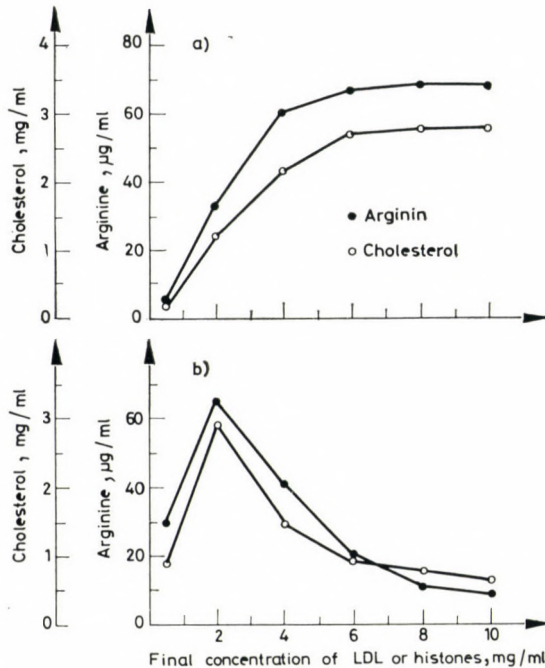 a)
Cholesterol , mg/ml
4
3
2
1
0
Arginine , µg/ml
80
60
40
20
0
Arginin
Cholesterol
b)
Cholesterol , mg/ml
3
2
1
0
Arginine , µg/ml
60
40
20
0
2 4 6 8 10
Final concentration of LDL or histones, mg/ml